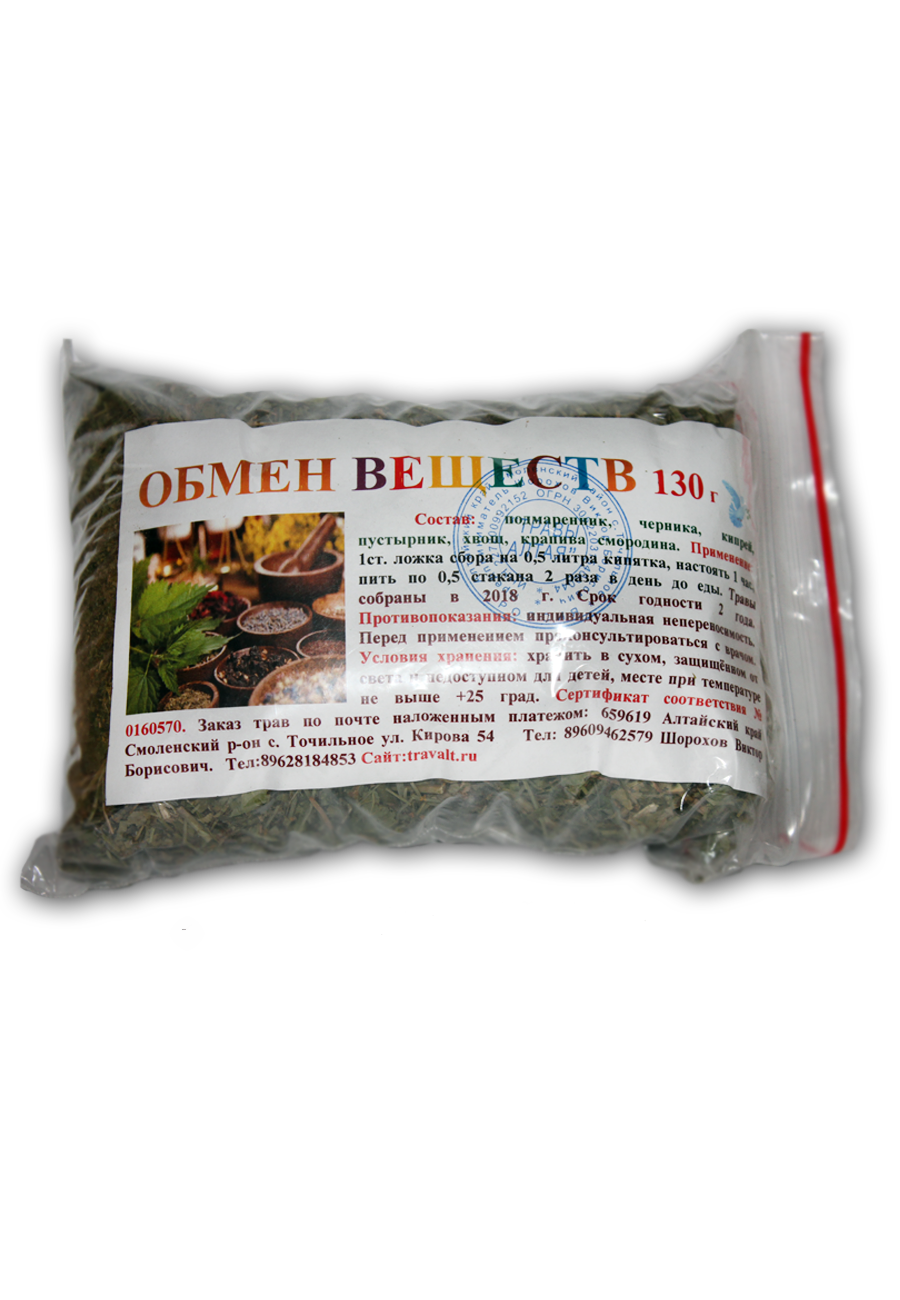 ОБМЕН ВЕЩЕСТВ 130 г
Состав: подмаренник, черника, кипрей,
пустырник, хвощ, крапива смородина. Применение:
1ст. ложка сбора на 0,5 литра кипятка, настоять 1 час.
пить по 0,5 стакана 2 раза в день до еды. Травы
собраны в 2018 г. Срок годности 2 года.
Противопоказания: индивидуальная непереносимость.
Перед применением проконсультироваться с врачом.
Условия хранения: хранить в сухом, защищённом от
света и недоступном для детей, месте при температуре
не выше +25 град. Сертификат соответствия №
0160570. Заказ трав по почте наложенным платежом: 659619 Алтайский край
Смоленский р-он с. Точильное ул. Кирова 54 Тел: 89609462579 Шорохов Виктор
Борисович. Тел:89628184853 Сайт:travalt.ru
ТРАВЫ
АЛТАЯ"